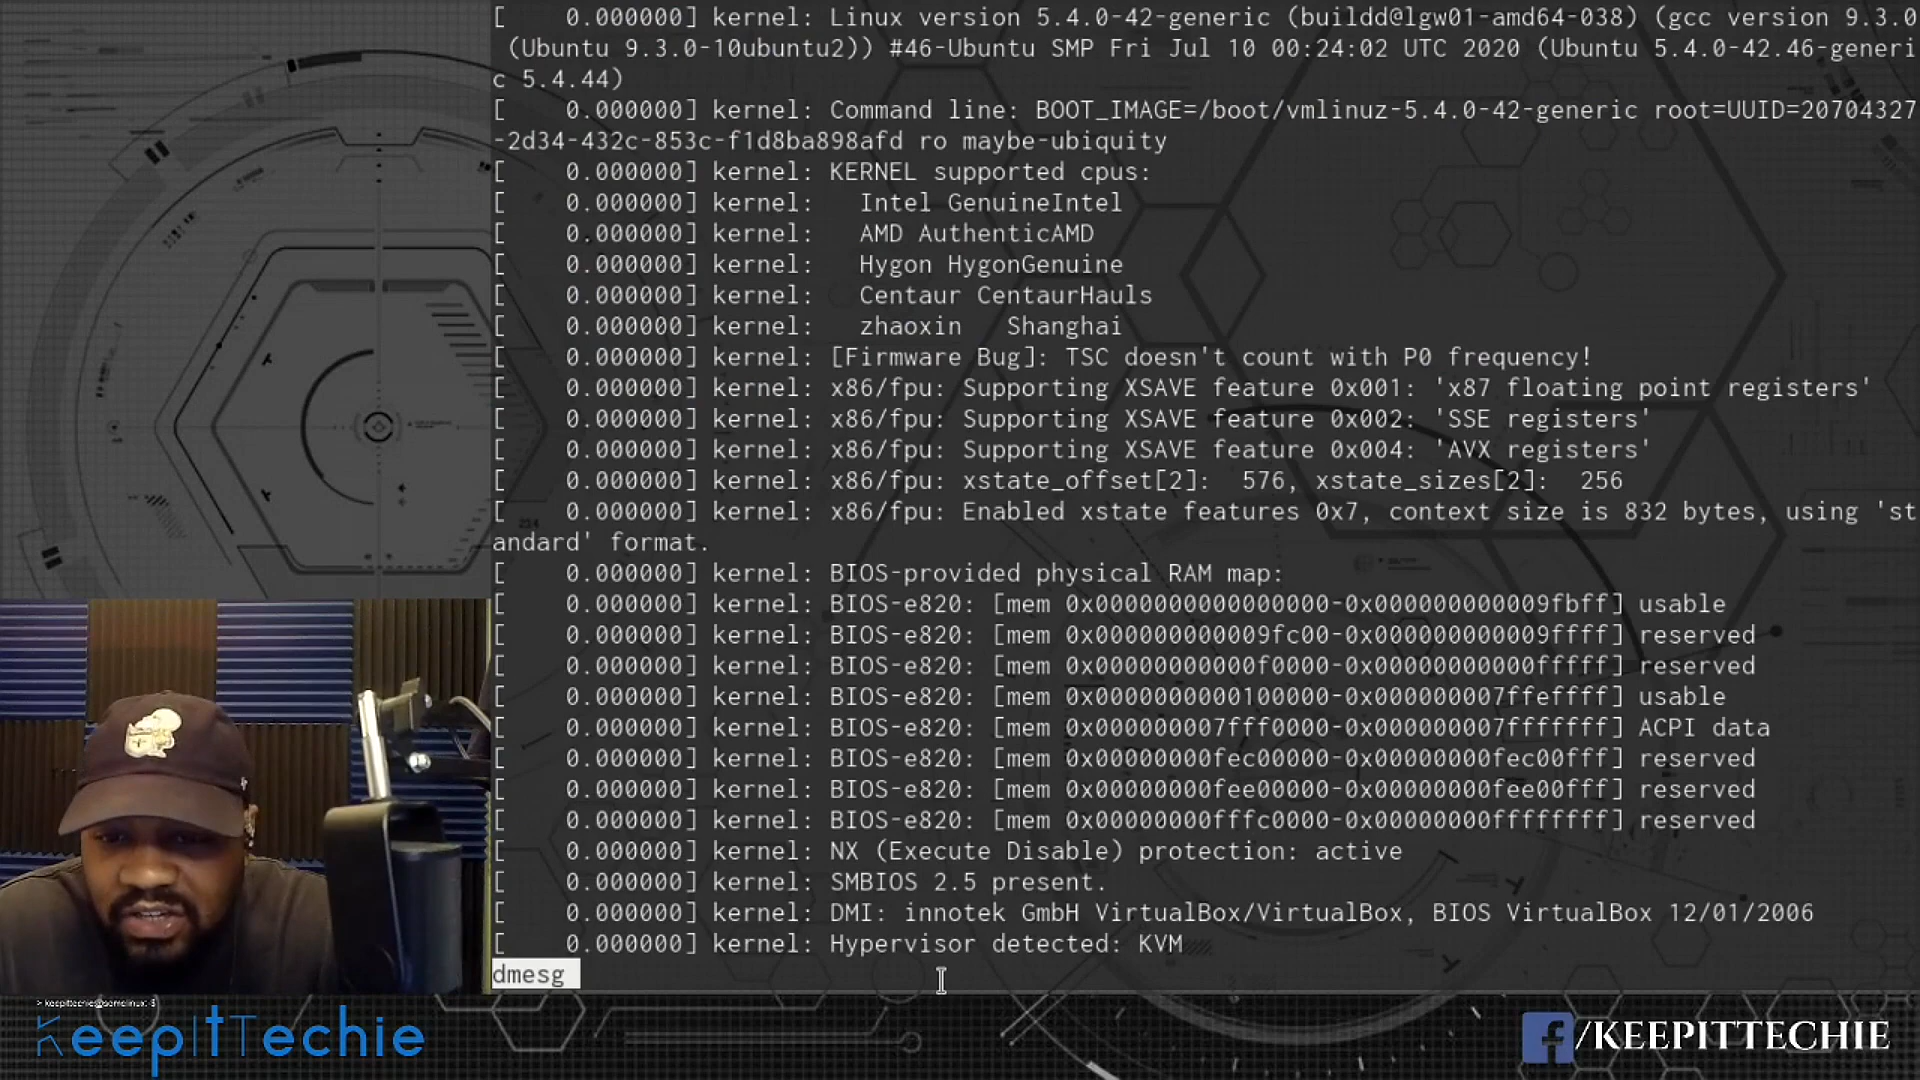 [    0.000000] kernel: Linux version 5.4.0-42-generic (buildd@lgw01-amd64-038) (gcc version 9.3.0
 (Ubuntu 9.3.0-10ubuntu2)) #46-Ubuntu SMP Fri Jul 10 00:24:02 UTC 2020 (Ubuntu 5.4.0-42.46-generi
c 5.4.44)
[    0.000000] kernel: Command line: BOOT_IMAGE=/boot/vmlinuz-5.4.0-42-generic root=UUID=20704327
-2d34-432c-853c-f1d8ba898afd ro maybe-ubiquity
[    0.000000] kernel: KERNEL supported cpus:
[    0.000000] kernel:   Intel GenuineIntel
[    0.000000] kernel:   AMD AuthenticAMD
[    0.000000] kernel:   Hygon HygonGenuine
[    0.000000] kernel:   Centaur CentaurHauls
[    0.000000] kernel:   zhaoxin   Shanghai
[    0.000000] kernel: [Firmware Bug]: TSC doesn't count with P0 frequency!
[    0.000000] kernel: x86/fpu: Supporting XSAVE feature 0x001: 'x87 floating point registers'
[    0.000000] kernel: x86/fpu: Supporting XSAVE feature 0x002: 'SSE registers'
[    0.000000] kernel: x86/fpu: Supporting XSAVE feature 0x004: 'AVX registers'
[    0.000000] kernel: x86/fpu: xstate_offset[2]:  576, xstate_sizes[2]:  256
[    0.000000] kernel: x86/fpu: Enabled xstate features 0x7, context size is 832 bytes, using 'st
andard' format.
[    0.000000] kernel: BIOS-provided physical RAM map:
[    0.000000] kernel: BIOS-e820: [mem 0x0000000000000000-0x000000000009fbff] usable
[    0.000000] kernel: BIOS-e820: [mem 0x000000000009fc00-0x000000000009ffff] reserved
[    0.000000] kernel: BIOS-e820: [mem 0x00000000000f0000-0x00000000000fffff] reserved
[    0.000000] kernel: BIOS-e820: [mem 0x0000000000100000-0x000000007ffeffff] usable
[    0.000000] kernel: BIOS-e820: [mem 0x000000007fff0000-0x000000007fffffff] ACPI data
[    0.000000] kernel: BIOS-e820: [mem 0x00000000fec00000-0x00000000fec00fff] reserved
[    0.000000] kernel: BIOS-e820: [mem 0x00000000fee00000-0x00000000fee00fff] reserved
[    0.000000] kernel: BIOS-e820: [mem 0x00000000fffc0000-0x00000000ffffffff] reserved
[    0.000000] kernel: NX (Execute Disable) protection: active
[    0.000000] kernel: SMBIOS 2.5 present.
[    0.000000] kernel: DMI: innotek GmbH VirtualBox/VirtualBox, BIOS VirtualBox 12/01/2006
[    0.000000] kernel: Hypervisor detected: KVM
dmesg
> keepittechie@somelinux:-$
KeepItTechie
/KEEPITTECHIE